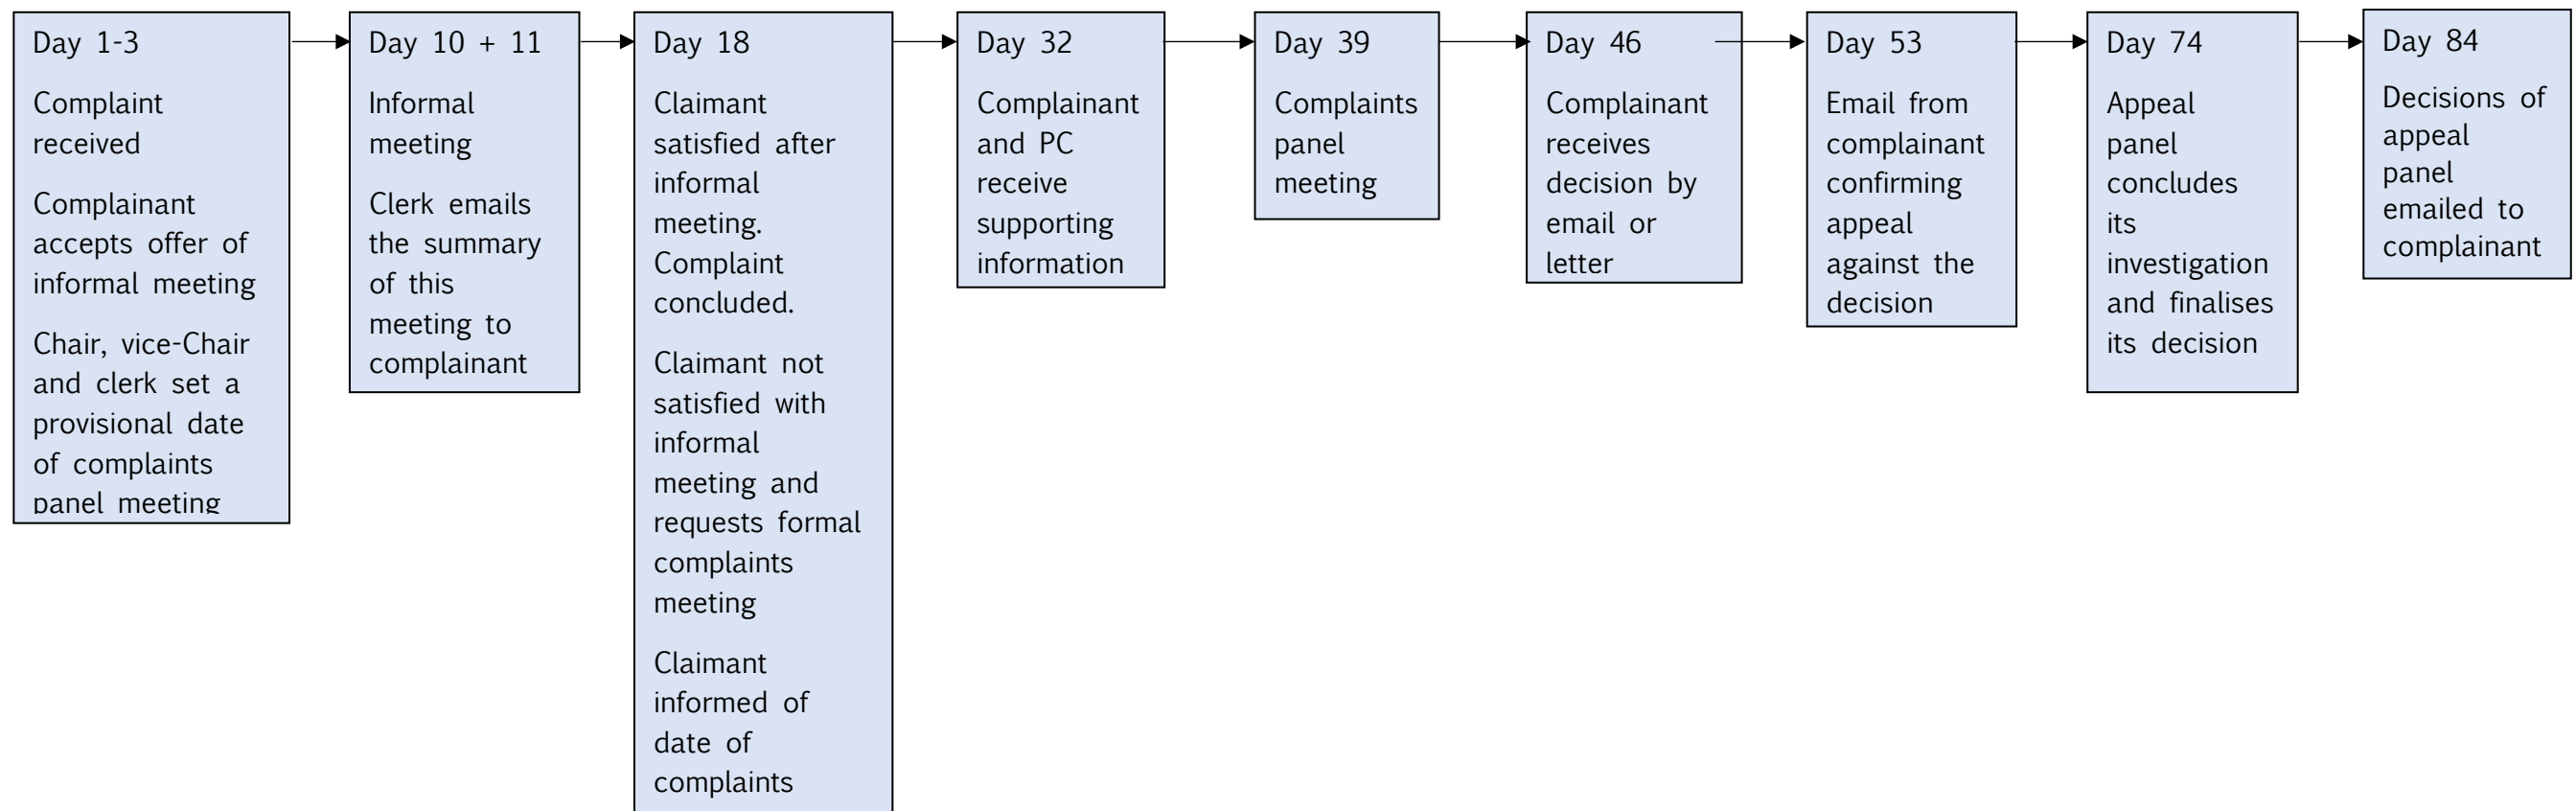 Day 1-3
Complaint
received
Complainant
accepts offer of
informal meeting
Chair, vice-Chair
and clerk set a
provisional date
of complaints
panel meeting
Day 10 + 11
Informal
meeting
Clerk emails
the summary
of this
meeting to
complainant
Day 18
Claimant
satisfied after
informal
meeting.
Complaint
concluded.
Claimant not
satisfied with
informal
meeting and
requests formal
complaints
meeting
Claimant
informed of
date of
complaints
Day 32
Complainant
and PC
receive
supporting
information
Day 39
Complaints
panel
meeting
Day 46
Complainant
receives
decision by
email or
letter
Day 53
Email from
complainant
confirming
appeal
against the
decision
Day 74
Appeal
panel
concludes
its
investigation
and finalises
its decision
Day 84
Decisions of
appeal
panel
emailed to
complainant